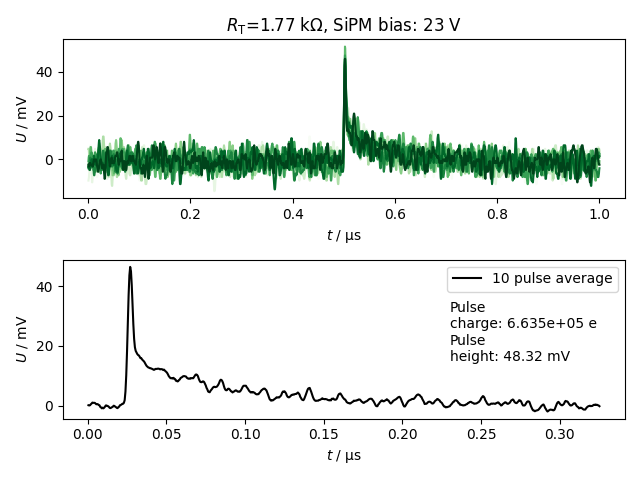 R_T=1.77 kΩ, SiPM bias: 23 V
U / mV
40
20
0
0.0 0.2 0.4 0.6 0.8 1.0
t / μs
10 pulse average
Pulse
charge: 6.635e+05 e
Pulse
height: 48.32 mV
U / mV
40
20
0
0.00 0.05 0.10 0.15 0.20 0.25 0.30
t / μs